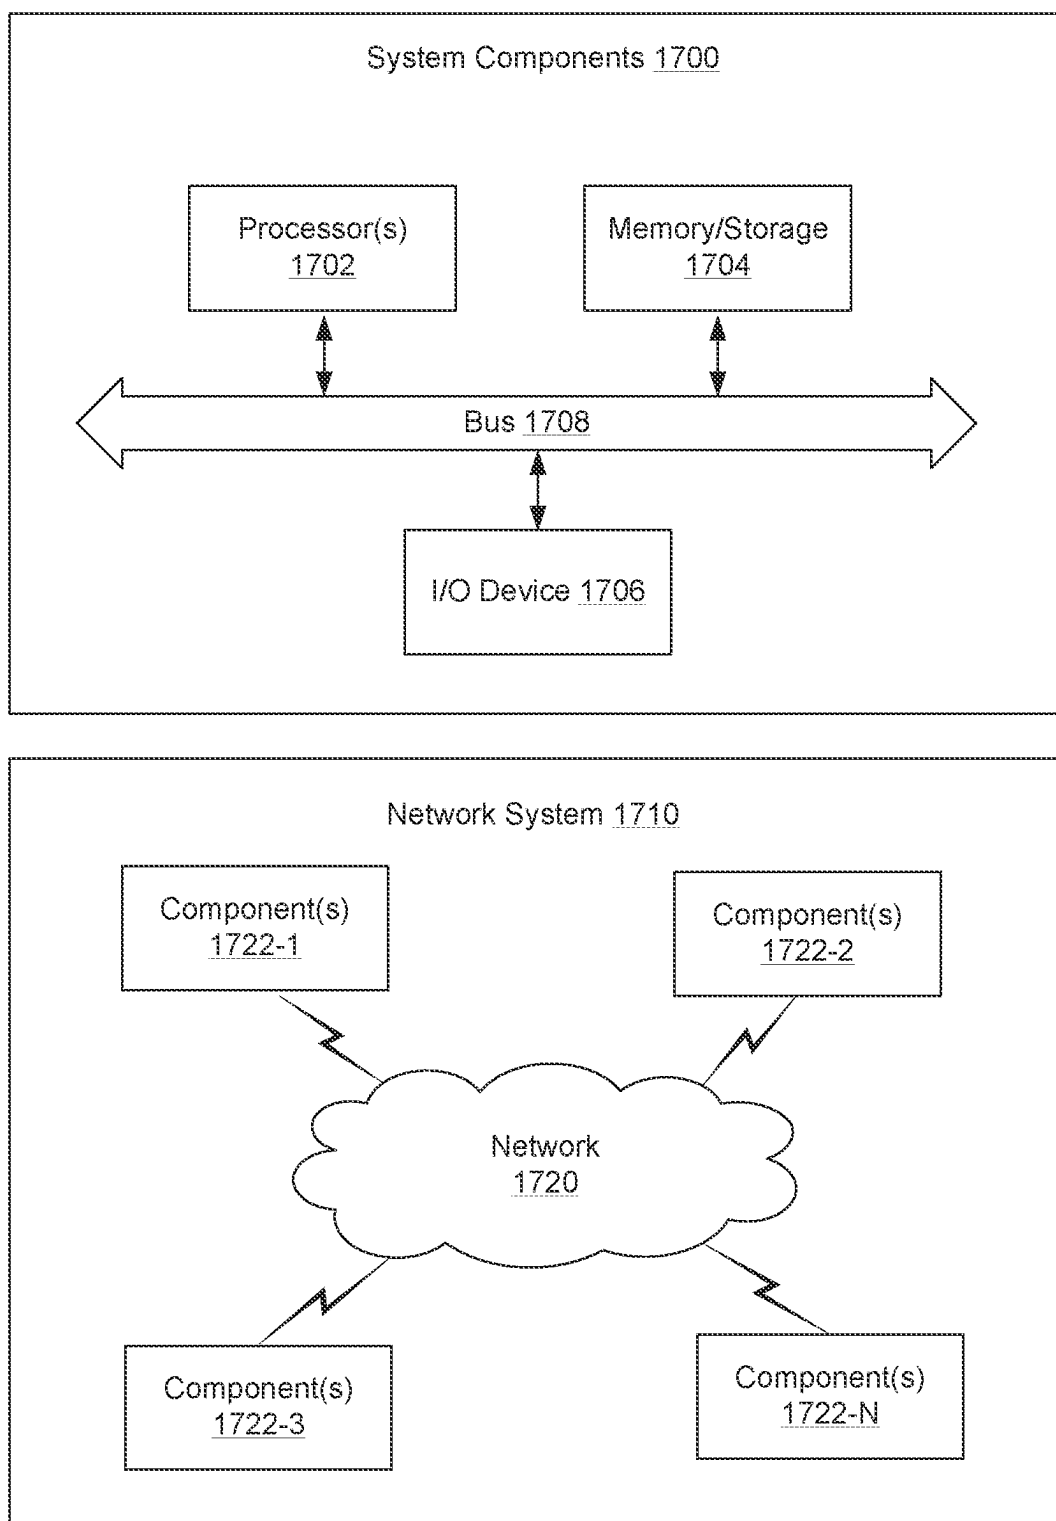 System Components 1700
Processor(s)
1702
Memory/Storage
1704
Bus 1708
I/O Device 1706
Network System 1710
Component(s)
1722-1
Component(s)
1722-2
Network
1720
Component(s)
1722-3
Component(s)
1722-N